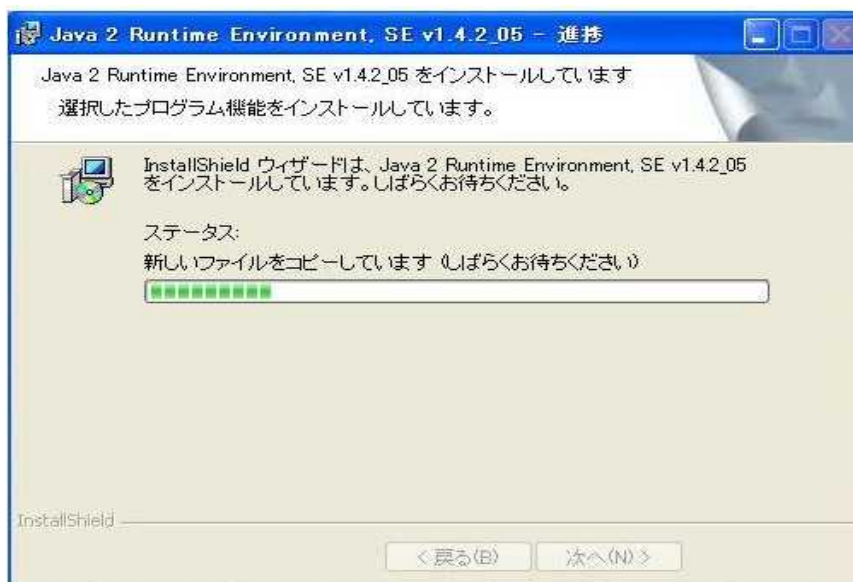 Java 2 Runtime Environment, SE v1.4.2_05 - 進捗
Java 2 Runtime Environment, SE v1.4.2_05 をインストールしています
選択したプログラム機能をインストールしています。
InstallShield ウィザードは、Java 2 Runtime Environment, SE v1.4.2_05
をインストールしています。しばらくお待ちください。
ステータス:
新しいファイルをコピーしています (しばらくお待ちください)
InstallShield
< 戻る(B)
次へ(N) >